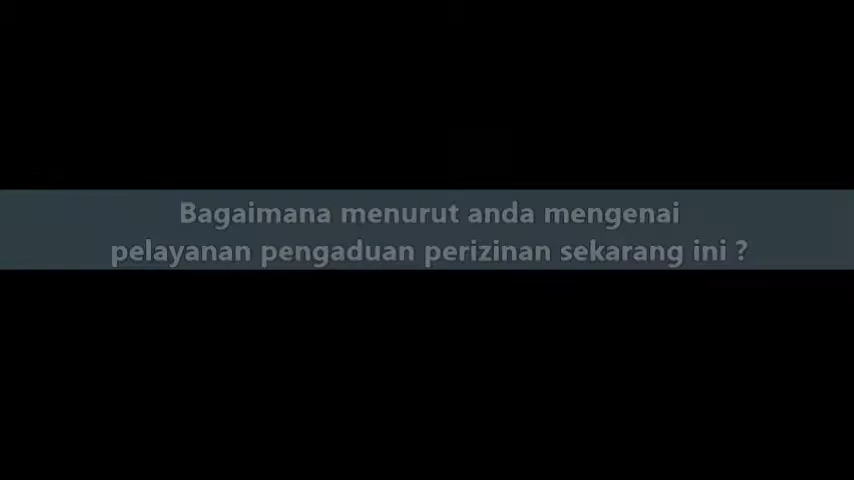 Bagaimana menurut anda mengenai
pelayanan pengaduan perizinan sekarang ini ?